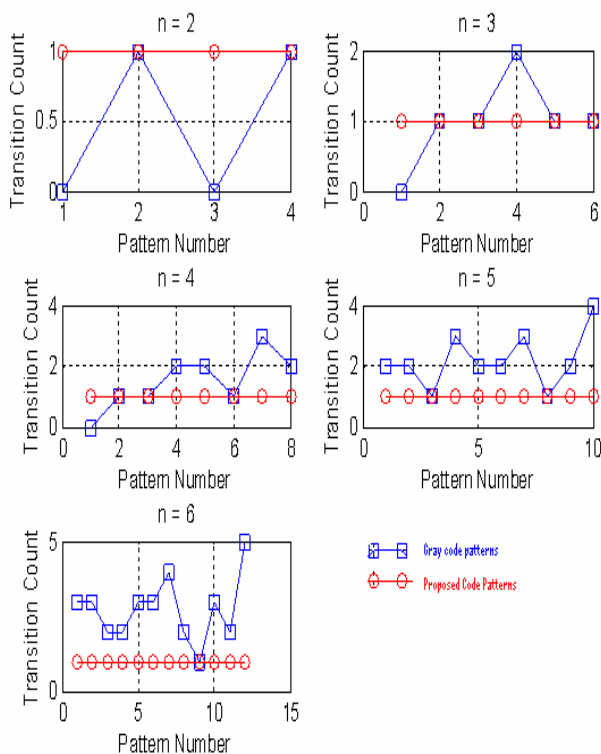 n = 2
Transition Count
1
0.5
0
1
2
3
4
Pattern Number
n = 3
Transition Count
2
1
0
0
2
4
6
Pattern Number
n = 4
Transition Count
4
2
0
0
2
4
6
8
Pattern Number
n = 5
Transition Count
4
2
0
0
5
10
Pattern Number
n = 6
Transition Count
5
0
0
5
10
15
Pattern Number
Gray code patterns
Proposed Code Patterns